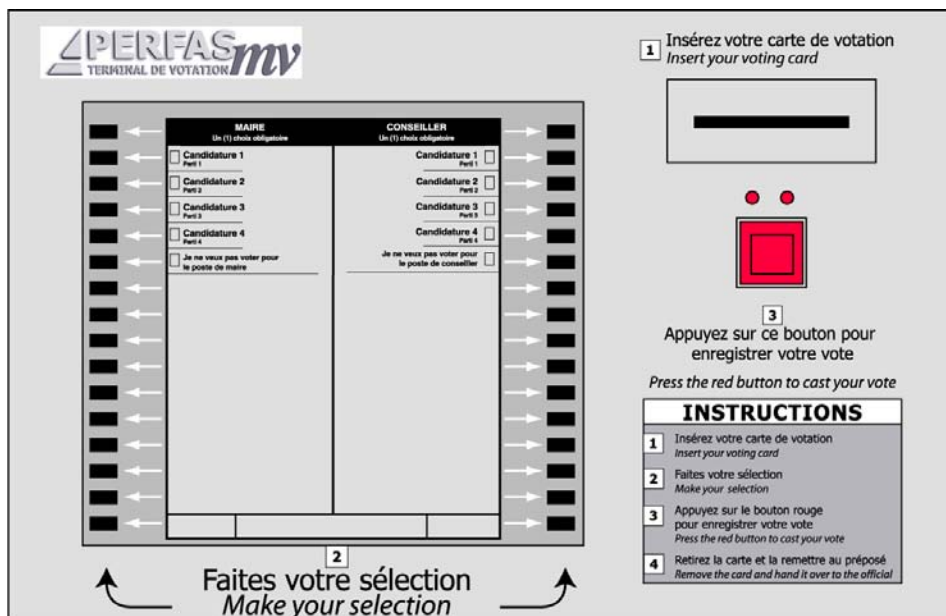 PERFAS mv
TERMINAL DE VOTATION
1 Insérez votre carte de votation
Insert your voting card
MAIRE
Un (1) choix obligatoire
Candidature 1
Parti 1
Candidature 2
Parti 2
Candidature 3
Parti 3
Candidature 4
Parti 4
Je ne veux pas voter pour
le poste de maire
CONSEILLER
Un (1) choix obligatoire
Candidature 1
Parti 1
Candidature 2
Parti 2
Candidature 3
Parti 3
Candidature 4
Parti 4
Je ne veux pas voter pour
le poste de conseiller
2
Faites votre sélection
Make your selection
3
Appuyez sur ce bouton pour
enregistrer votre vote
Press the red button to cast your vote
INSTRUCTIONS
1 Insérez votre carte de votation
Insert your voting card
2 Faites votre sélection
Make your selection
3 Appuyez sur le bouton rouge
pour enregistrer votre vote
Press the red button to cast your vote
4 Retirez la carte et la remettre au préposé
Remove the card and hand it over to the official